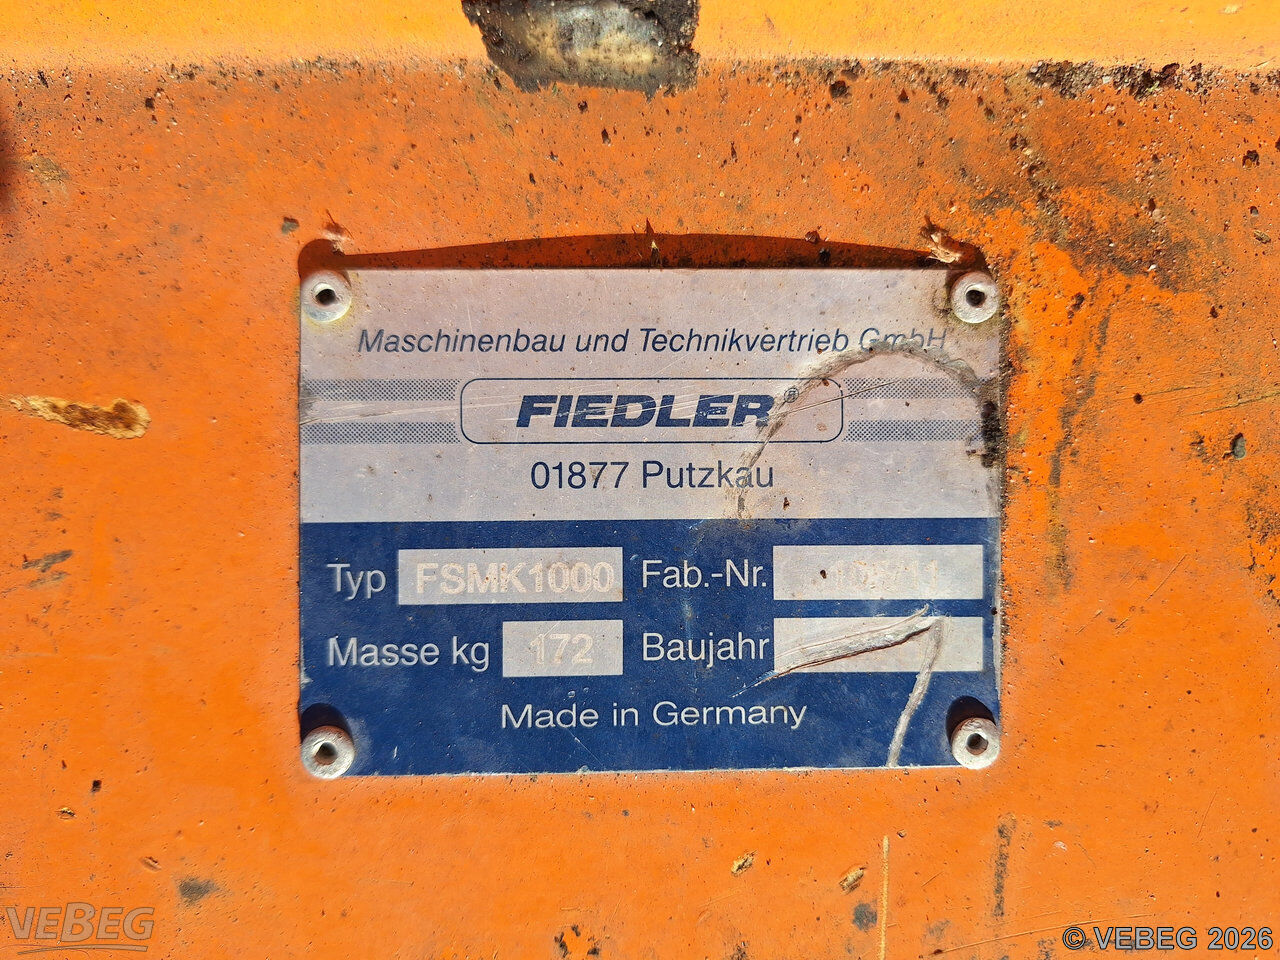 Maschinenbau und Technikvertrieb GmbH
FIEDLER®
01877 Putzkau
Typ FSMK1000 Fab.-Nr.
Masse kg 172 Baujahr
Made in Germany
VEBEG
© VEBEG 2026